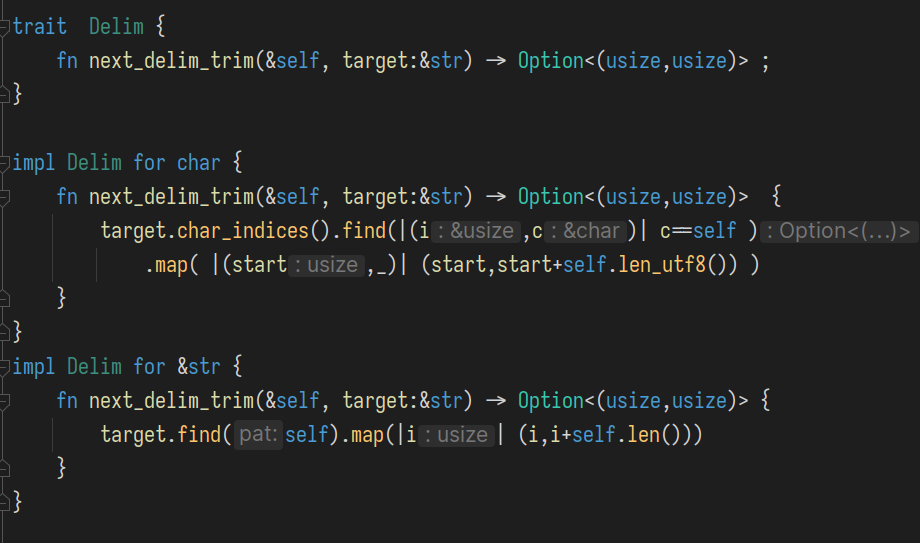 trait  Delim {
    fn next_delim_trim(&self, target:&str) -> Option<(usize,usize)> ;
}

impl Delim for char {
    fn next_delim_trim(&self, target:&str) -> Option<(usize,usize)>  {
        target.char_indices().find(|(i: &usize,c: &char)| c==self ): Option<(...)>
            .map( |(start: usize,_)| (start,start+self.len_utf8()) )
    }
}
impl Delim for &str {
    fn next_delim_trim(&self, target:&str) -> Option<(usize,usize)> {
        target.find(pat: self).map(|i: usize| (i,i+self.len()))
    }
}